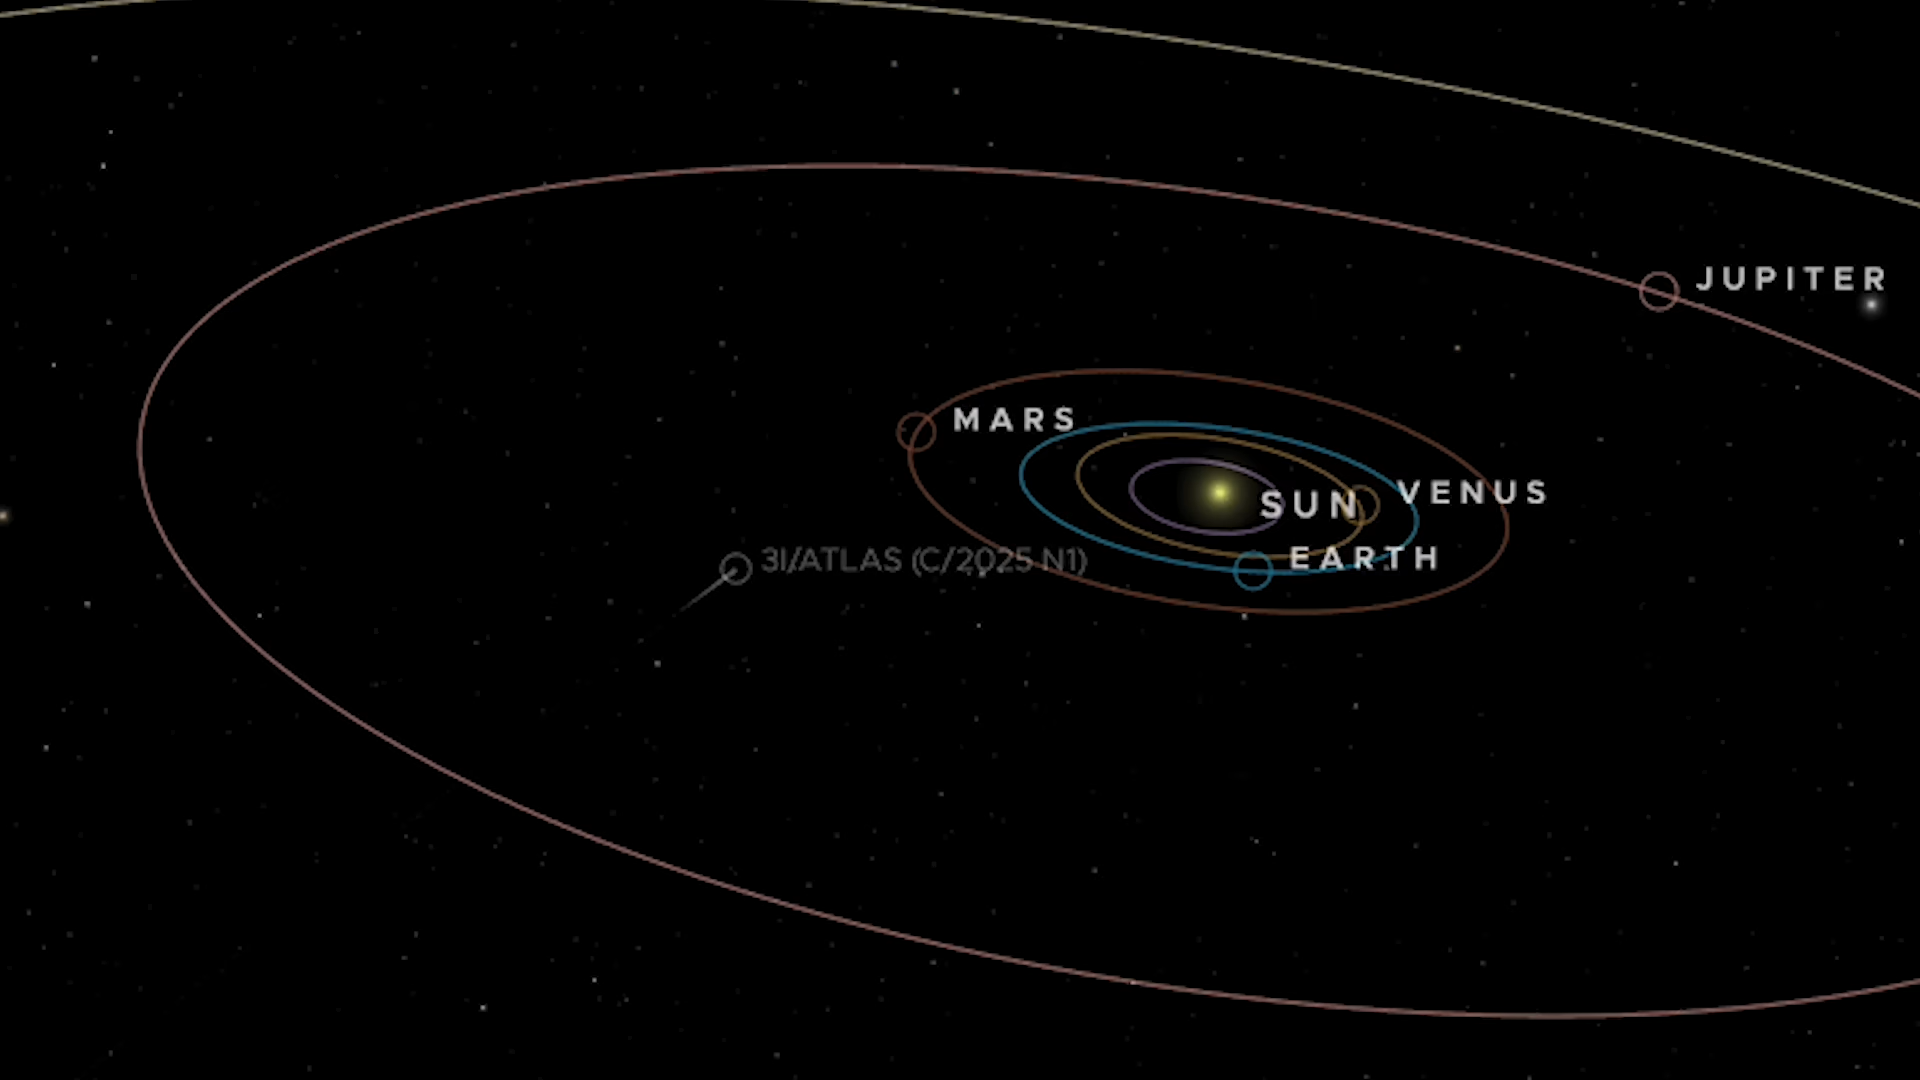 JUPITER
MARS
SUN
VENUS
EARTH
3I/ATLAS (C/2025 N1)